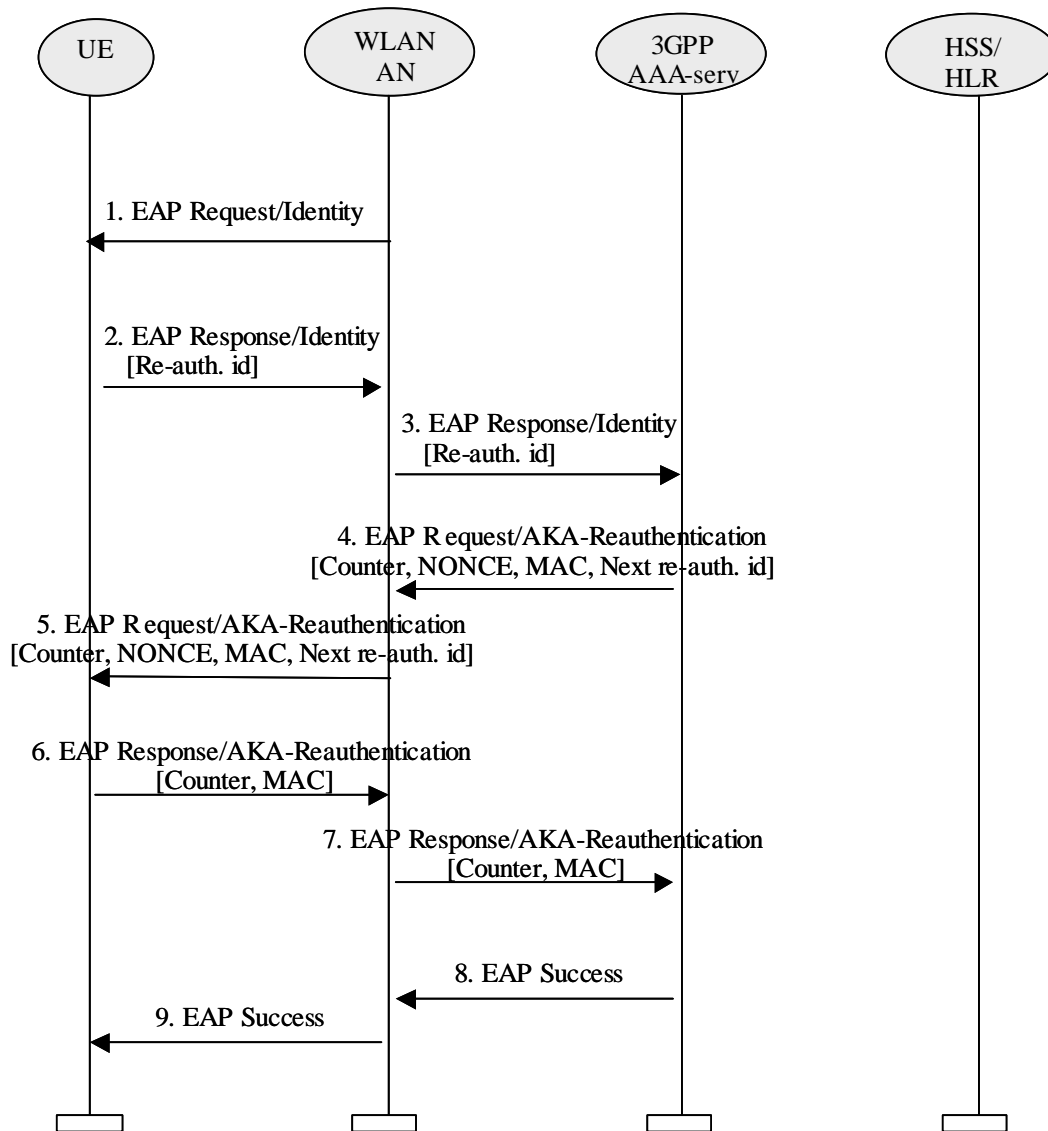 UE
WLAN
AN
3GPP
AAA-serv
HSS/
HLR
1. EAP Request/Identity
2. EAP Response/Identity
[Re-auth. id]
3. EAP Response/Identity
[Re-auth. id]
4. EAP Request/AKA-Reauthentication
[Counter, NONCE, MAC, Next re-auth. id]
5. EAP Request/AKA-Reauthentication
[Counter, NONCE, MAC, Next re-auth. id]
6. EAP Response/AKA-Reauthentication
[Counter, MAC]
7. EAP Response/AKA-Reauthentication
[Counter, MAC]
8. EAP Success
9. EAP Success